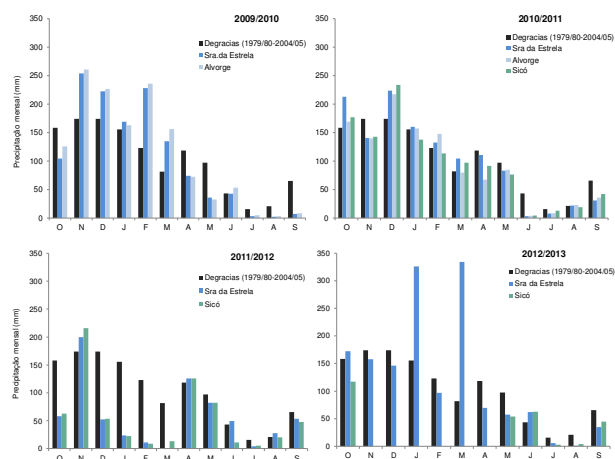 2009/2010
Precipitação mensal (mm)
350
300
250
200
150
100
50
0
Degracias (1979/80-2004/05)
Sra.da Estrela
Alvorge
O N D J F M A M J J A S
2010/2011
350
300
250
200
150
100
50
0
Degracias (1979/80-2004/05)
Sra.da Estrela
Alvorge
Sicó
O N D J F M A M J J A S
2011/2012
Precipitação mensal (mm)
350
300
250
200
150
100
50
0
Degracias (1979/80-2004/05)
Sra da Estrela
Sicó
O N D J F M A M J J A S
2012/2013
350
300
250
200
150
100
50
0
Degracias (1979/80-2004/05)
Sra da Estrela
Sicó
O N D J F M A M J J A S